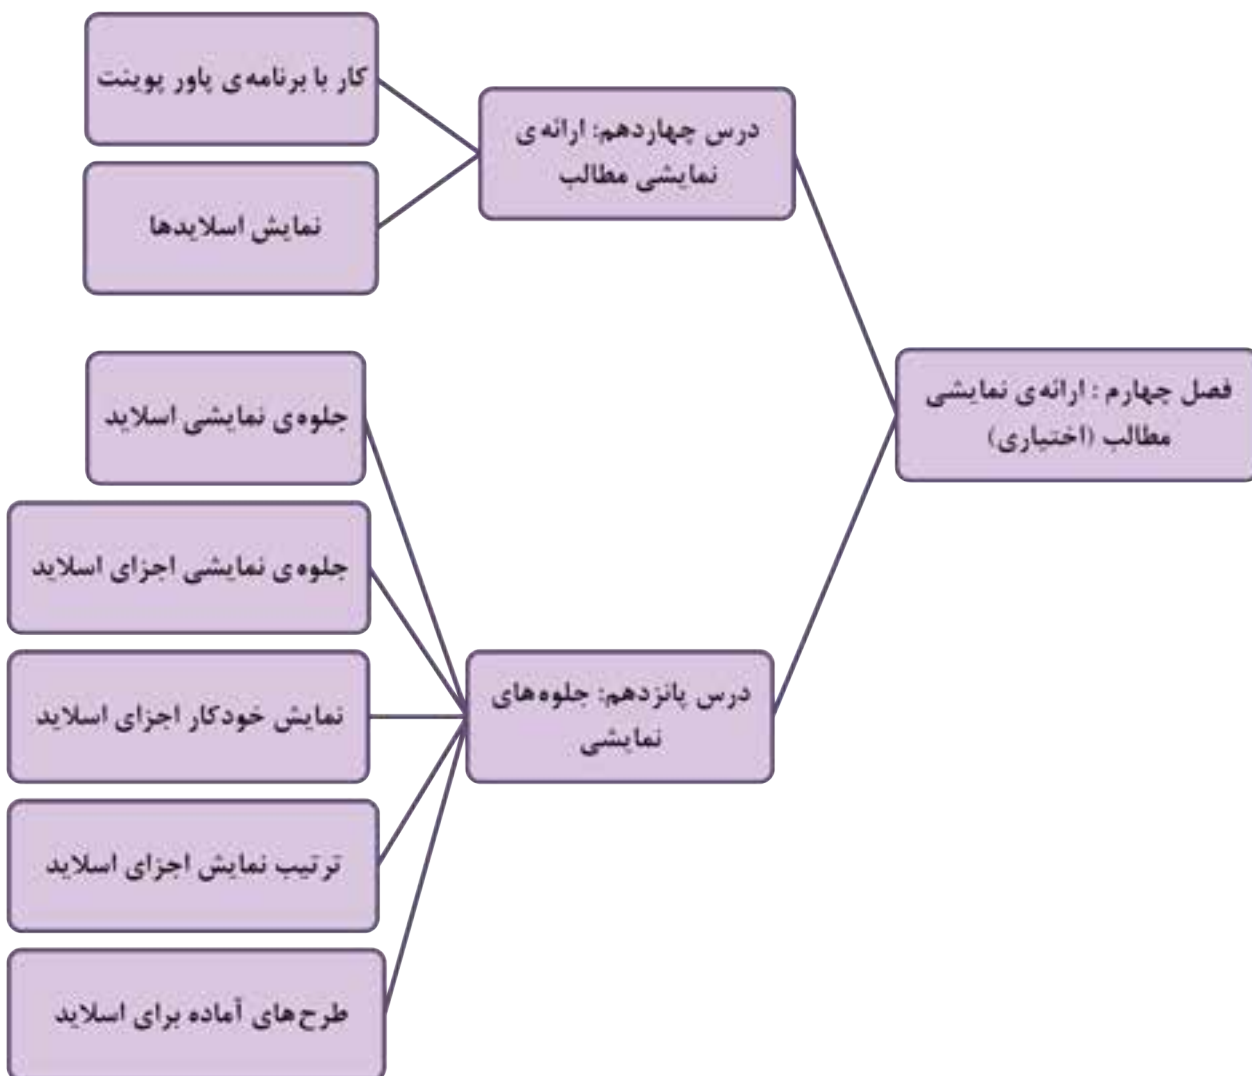 فصل چهارم : ارائه‌ی نمایشی
مطالب (اختیاری)
درس چهاردهم: ارائه‌ی
نمایشی مطالب
کار با برنامه‌ی پاور پوینت
نمایش اسلایدها
درس پانزدهم: جلوه‌های
نمایشی
جلوه‌ی نمایشی اسلاید
جلوه‌ی نمایشی اجزای اسلاید
نمایش خودکار اجزای اسلاید
ترتیب نمایش اجزای اسلاید
طرح‌های آماده برای اسلاید